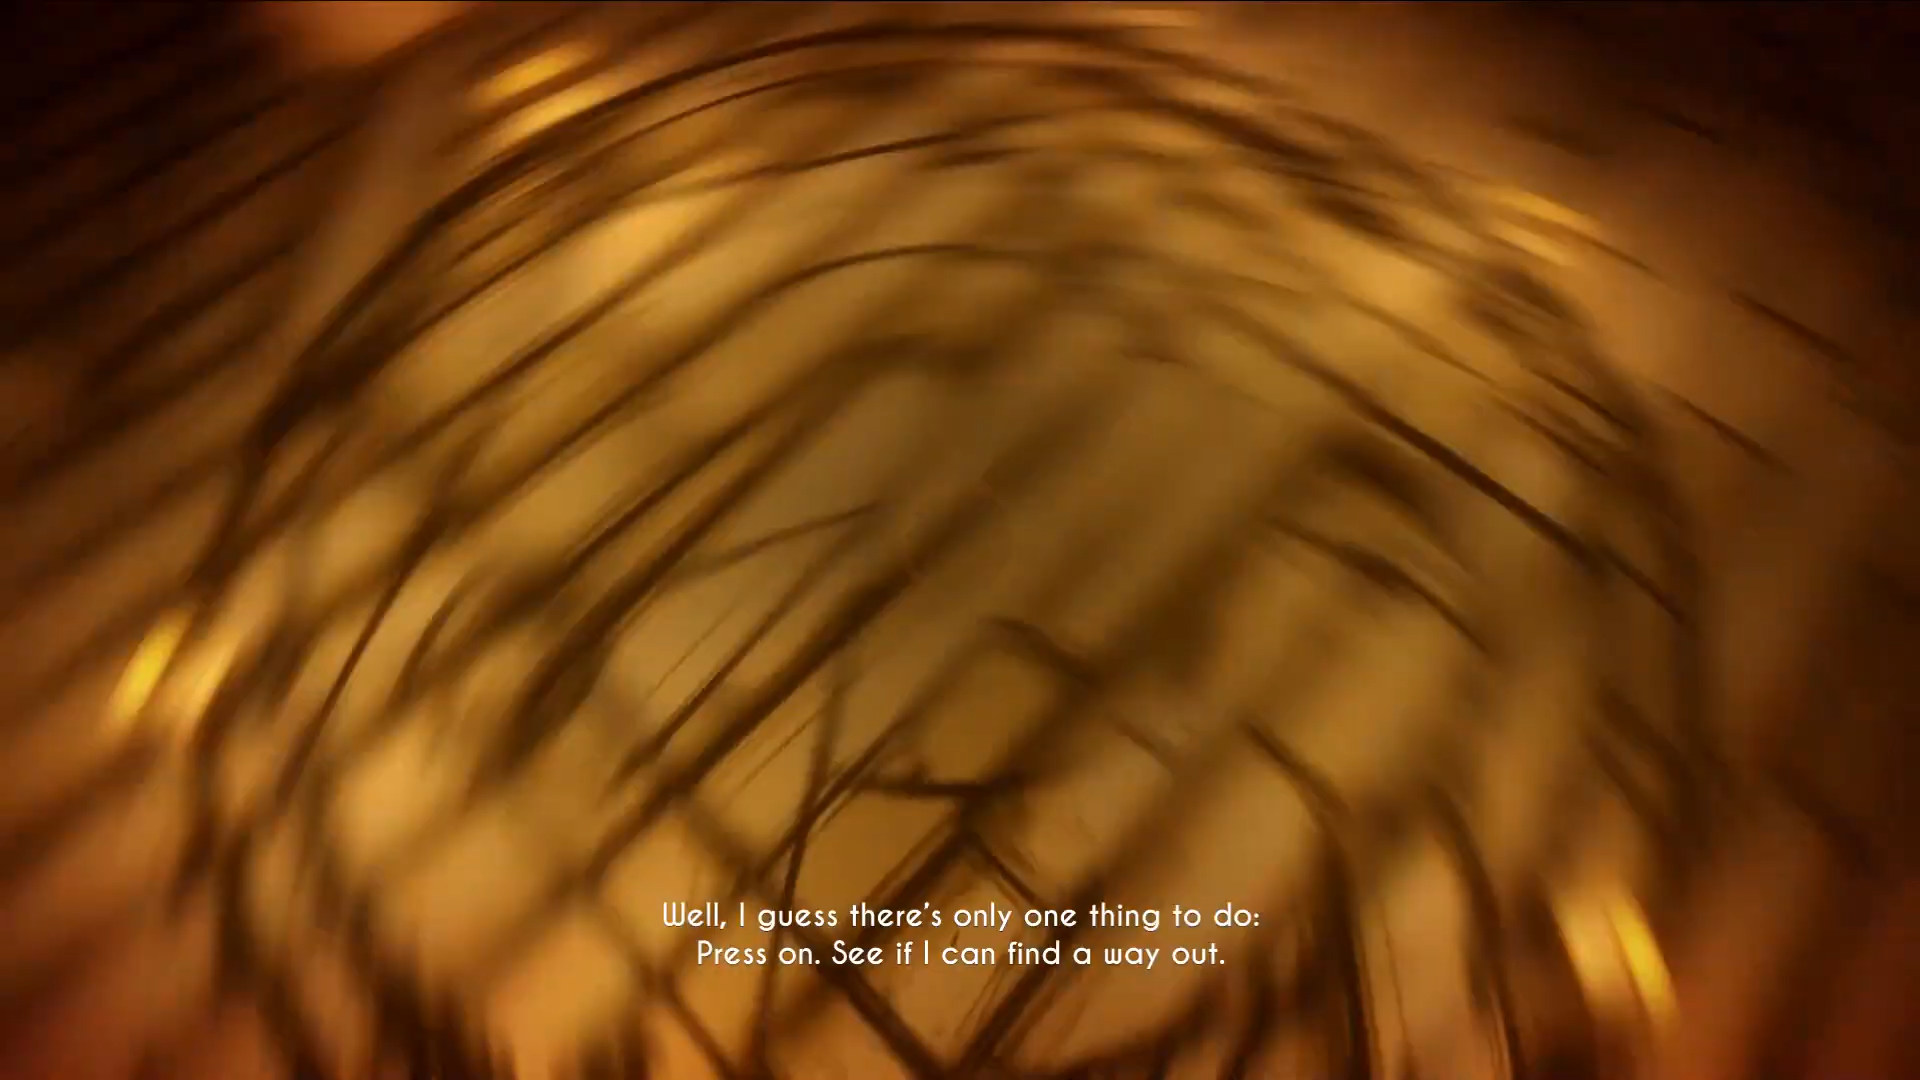 Well, I guess there's only one thing to do:
Press on. See if I can find a way out.